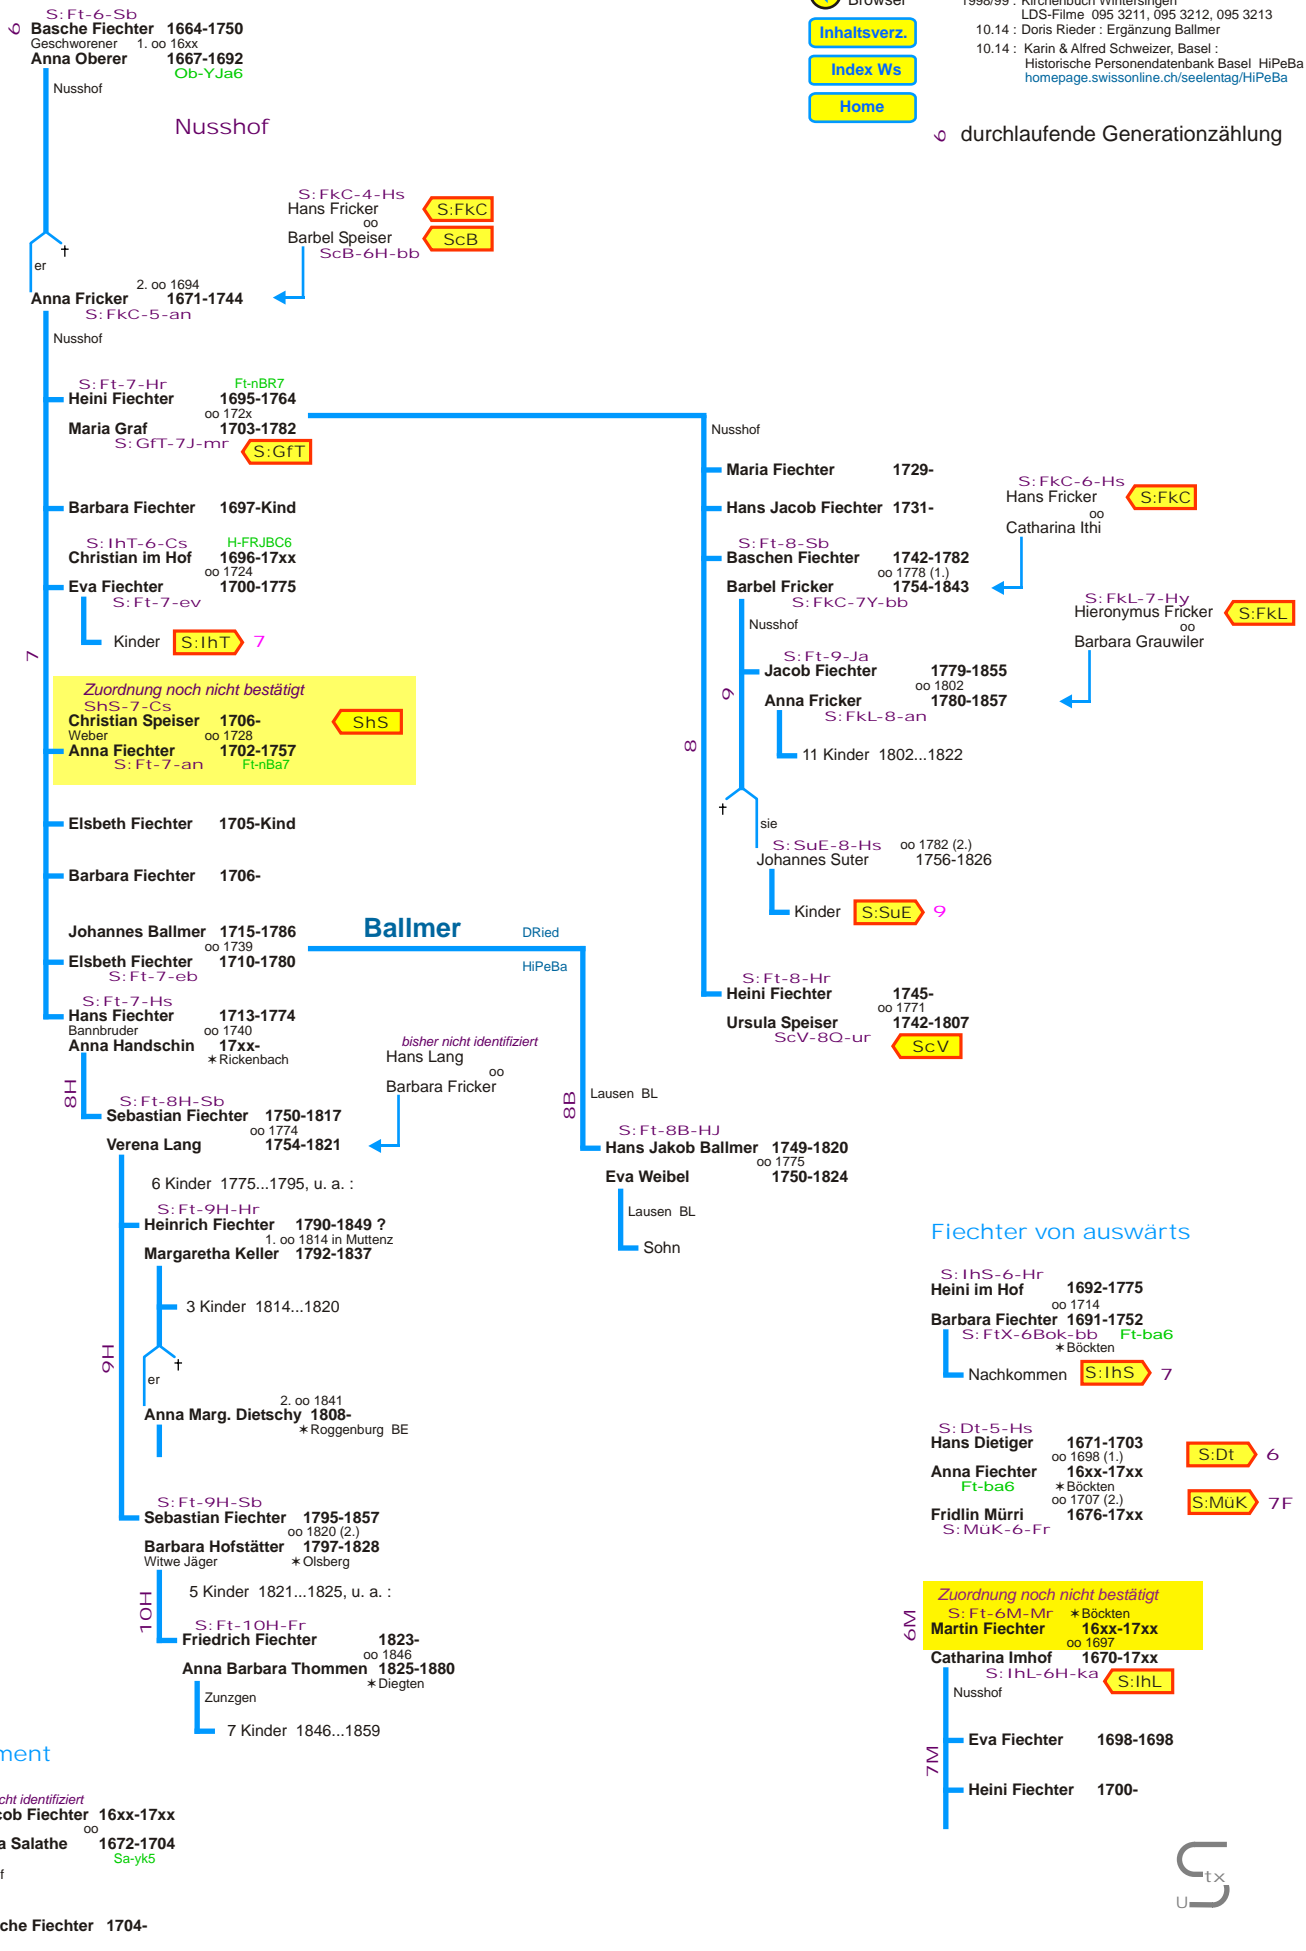 S:Ft-6-Sb
6
Basche Fiechter 1664-1750
Geschworener 1. oo 16xx
Anna Oberer 1667-1692
Ob-YJa6
Nusshof
Nusshof
Browser
Inhaltsverz.
Index Ws
Home
1998/99 : Kirchenbuch Wintersingen
LDS-Filme 095 3211, 095 3212, 095 3213
10.14 : Doris Rieder : Ergänzung Ballmer
10.14 : Karin & Alfred Schweizer, Basel :
Historische Personendatenbank Basel HiPeBa
homepage.swissonline.ch/seelentag/HiPeBa
6 durchlaufende Generationzählung
S:FkC-4-Hs
Hans Fricker S:FkC
oo
Barbel Speiser ScB
ScB-6H-bb
†
er
2. oo 1694
Anna Fricker 1671-1744
S:FkC-5-an
Nusshof
7
S:Ft-7-Hr Ft-nBR7
Heini Fiechter 1695-1764
oo 172x
Maria Graf 1703-1782
S:GfT-7J-mr S:GfT
Barbara Fiechter 1697-Kind
S:IhT-6-Cs H-FRJBC6
Christian im Hof 1696-17xx
oo 1724
Eva Fiechter 1700-1775
S:Ft-7-ev
Kinder S:IhT 7
Zuordnung noch nicht bestätigt
ShS-7-Cs
Christian Speiser 1706- ShS
Weber oo 1728
Anna Fiechter 1702-1757
S:Ft-7-an Ft-nBa7
Elsbeth Fiechter 1705-Kind
Barbara Fiechter 1706-
Johannes Ballmer 1715-1786
oo 1739
Elsbeth Fiechter 1710-1780
S:Ft-7-eb
Ballmer DRied
HiPeBa
S:Ft-7-Hs
Hans Fiechter 1713-1774
Bannbruder oo 1740
Anna Handschin 17xx-
✶Rickenbach
8
Nusshof
Maria Fiechter 1729-
Hans Jacob Fiechter 1731-
S:Ft-8-Sb
Baschen Fiechter 1742-1782
oo 1778 (1.)
Barbel Fricker 1754-1843
S:FkC-7Y-bb
S:FkC-6-Hs
Hans Fricker S:FkC
oo
Catharina Ithi
Nusshof
9
S:Ft-9-Ja
Jacob Fiechter 1779-1855
oo 1802
Anna Fricker 1780-1857
S:FkL-8-an
S:FkL-7-Hy
Hieronymus Fricker S:FkL
oo
Barbara Grauwiler
11 Kinder 1802...1822
†
sie
S:SuE-8-Hs oo 1782 (2.)
Johannes Suter 1756-1826
Kinder S:SuE 9
S:Ft-8-Hr
Heini Fiechter 1745-
oo 1771
Ursula Speiser 1742-1807
ScV-8Q-ur ScV
bisher nicht identifiziert
Hans Lang
oo
Barbara Fricker
8H
S:Ft-8H-Sb
Sebastian Fiechter 1750-1817
oo 1774
Verena Lang 1754-1821
8B
Lausen BL
S:Ft-8B-HJ
Hans Jakob Ballmer 1749-1820
oo 1775
Eva Weibel 1750-1824
Lausen BL
Sohn
6 Kinder 1775...1795, u. a. :
9H
S:Ft-9H-Hr
Heinrich Fiechter 1790-1849 ?
1. oo 1814 in Muttenz
Margaretha Keller 1792-1837
3 Kinder 1814...1820
†
er
2. oo 1841
Anna Marg. Dietschy 1808-
✶Roggenburg BE
S:Ft-9H-Sb
Sebastian Fiechter 1795-1857
oo 1820 (2.)
Barbara Hofstätter 1797-1828
Witwe Jäger ✶Olsberg
10H
5 Kinder 1821...1825, u. a. :
S:Ft-10H-Fr
Friedrich Fiechter 1823-
oo 1846
Anna Barbara Thommen 1825-1880
✶Diegten
Zunzgen
7 Kinder 1846...1859
Fiechter von auswärts
S:IhS-6-Hr
Heini im Hof 1692-1775
oo 1714
Barbara Fiechter 1691-1752
S:FtX-6Bok-bb Ft-ba6
✶Böckten
Nachkommen S:IhS 7
S:Dt-5-Hs
Hans Dietiger 1671-1703
oo 1698 (1.) S:Dt 6
Anna Fiechter 16xx-17xx
Ft-ba6 ✶Böckten
oo 1707 (2.) S:MüK 7F
Fridlin Mürri 1676-17xx
S:MüK-6-Fr
Zuordnung noch nicht bestätigt
6M
S:Ft-6M-Mr ✶Böckten
Martin Fiechter 16xx-17xx
oo 1697
Catharina Imhof 1670-17xx
S:IhL-6H-ka S:IhL
Nusshof
7M
Eva Fiechter 1698-1698
Heini Fiechter 1700-
ment
cht identifiziert
cob Fiechter 16xx-17xx
oo
a Salathe 1672-1704
Sa-yk5
f
che Fiechter 1704-
S tx
U